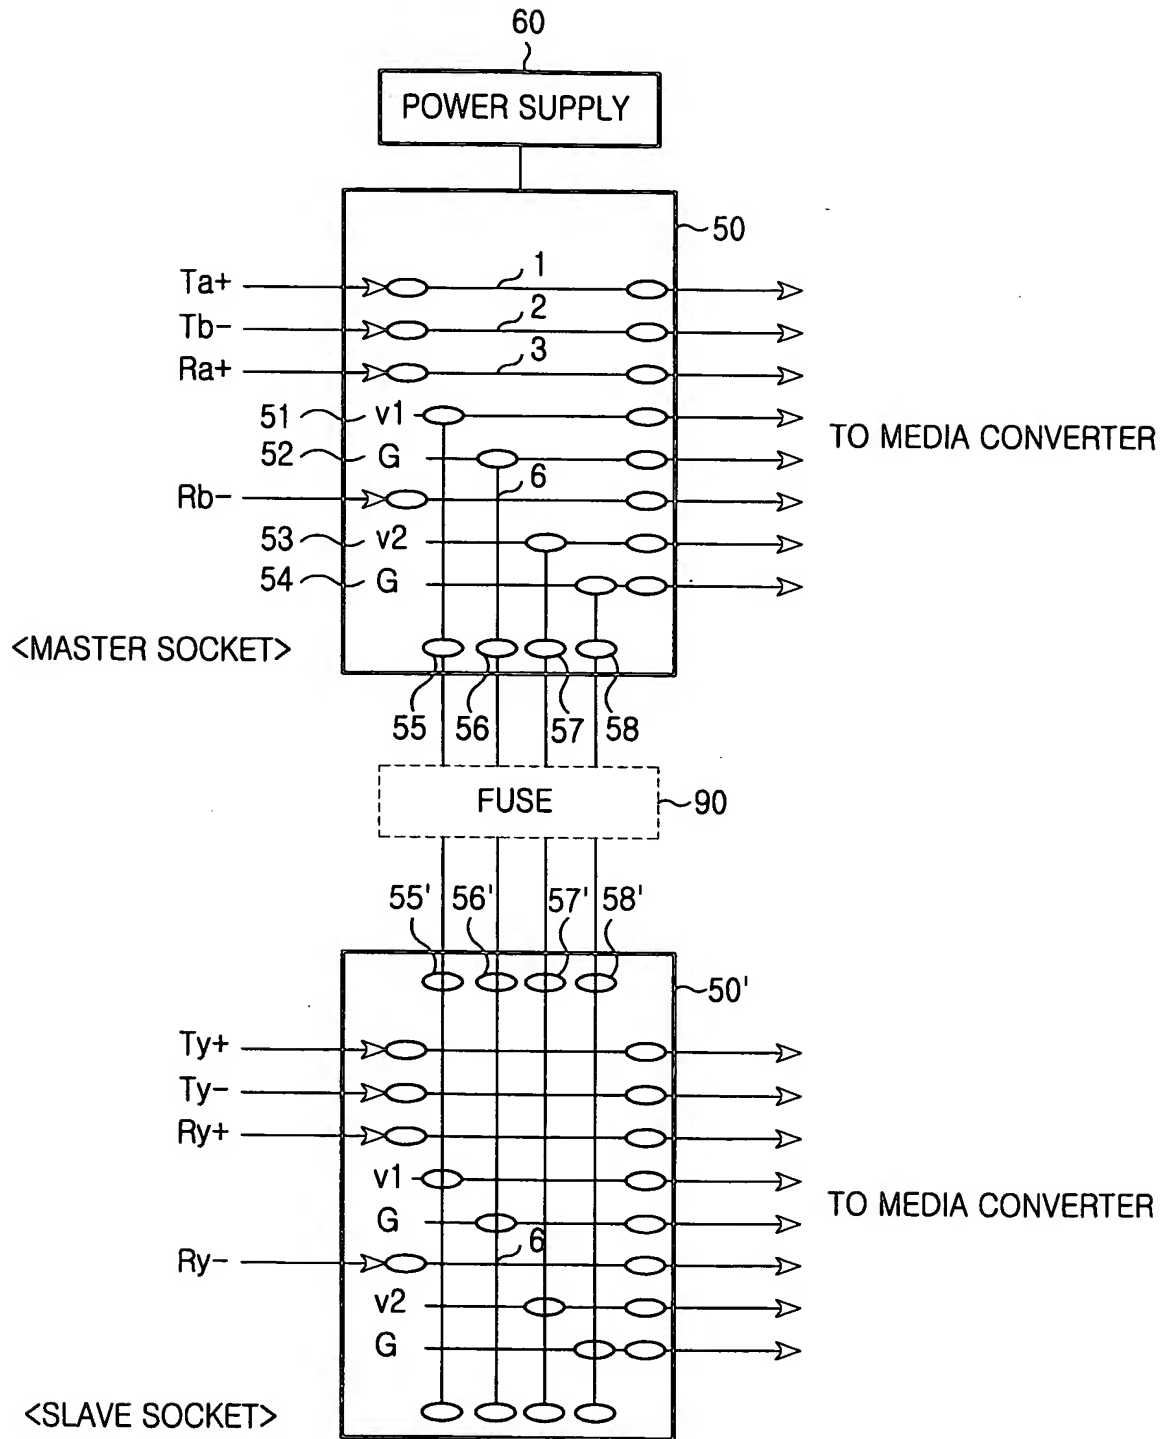 60
POWER SUPPLY
50
Ta+
1
Tb−
2
Ra+
3
51
v1
TO MEDIA CONVERTER
52
G
6
Rb−
53
v2
54
G
<MASTER SOCKET>
55
56
57
58
FUSE
90
55'
56'
57'
58'
50'
Ty+
Ty−
Ry+
v1
TO MEDIA CONVERTER
G
6
Ry−
v2
G
<SLAVE SOCKET>